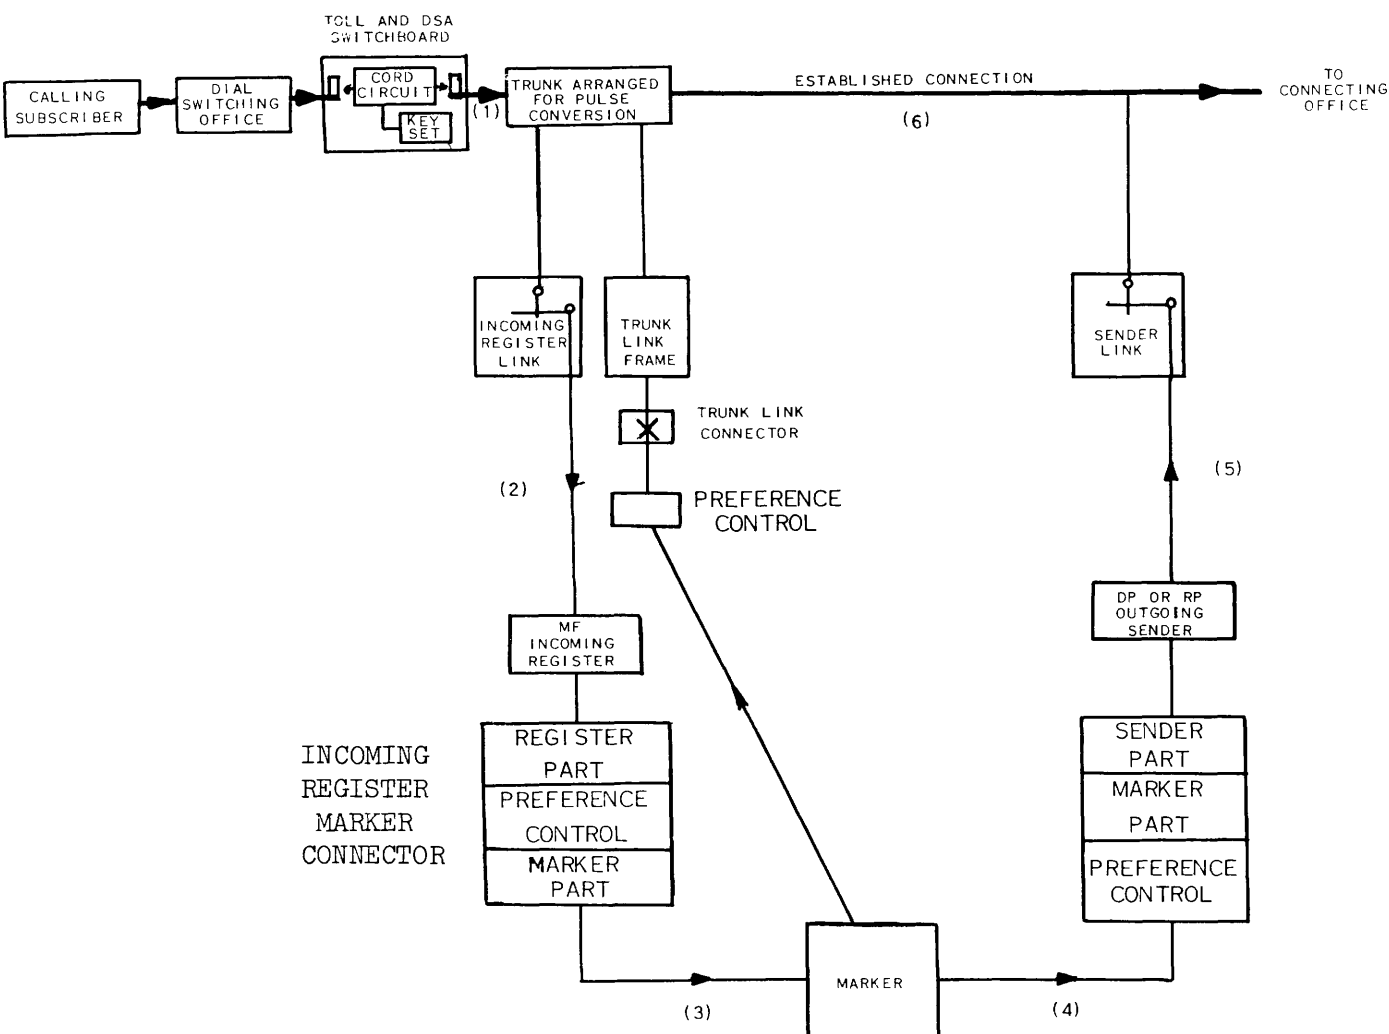 TOLL AND DSA
SWITCHBOARD
CALLING
SUBSCRIBER
DIAL
SWITCHING
OFFICE
CORD
CIRCUIT
KEY
SET
(1)
TRUNK ARRANGED
FOR PULSE
CONVERSION
ESTABLISHED CONNECTION
(6)
TO
CONNECTING
OFFICE
INCOMING
REGISTER
LINK
TRUNK
LINK
FRAME
SENDER
LINK
TRUNK LINK
CONNECTOR
(2)
PREFERENCE
CONTROL
(5)
MF
INCOMING
REGISTER
DP OR RP
OUTGOING
SENDER
INCOMING
REGISTER
MARKER
CONNECTOR
REGISTER
PART
PREFERENCE
CONTROL
MARKER
PART
SENDER
PART
MARKER
PART
PREFERENCE
CONTROL
MARKER
(3)
(4)